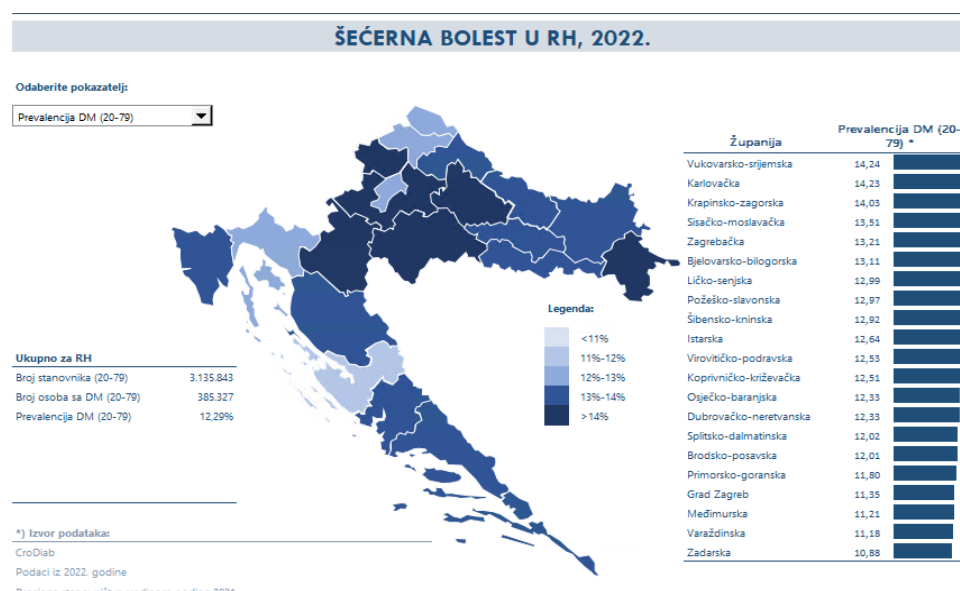 ŠEĆERNA BOLEST U RH, 2022.
Odaberite pokazatelj:
Prevalencija DM (20-79)
Ukupno za RH
Broj stanovnika (20-79) 3.135.843
Broj osoba sa DM (20-79) 385.327
Prevalencija DM (20-79) 12,29%
*) Izvor podataka:
CroDiab
Podaci iz 2022. godine
Legenda:
<11%
11%-12%
12%-13%
13%-14%
>14%
Županija Prevalencija DM (20-79) *
Vukovarsko-srijemska 14,24
Karlovačka 14,23
Krapinsko-zagorska 14,03
Sisačko-moslavačka 13,51
Zagrebačka 13,21
Bjelovarsko-bilogorska 13,11
Ličko-senjska 12,99
Požeško-slavonska 12,97
Šibensko-kninska 12,92
Istarska 12,64
Virovitičko-podravska 12,53
Koprivničko-križevačka 12,51
Osječko-baranjska 12,33
Dubrovačko-neretvanska 12,33
Splitsko-dalmatinska 12,02
Brodsko-posavska 12,01
Primorsko-goranska 11,80
Grad Zagreb 11,35
Međimurska 11,21
Varaždinska 11,18
Zadarska 10,88